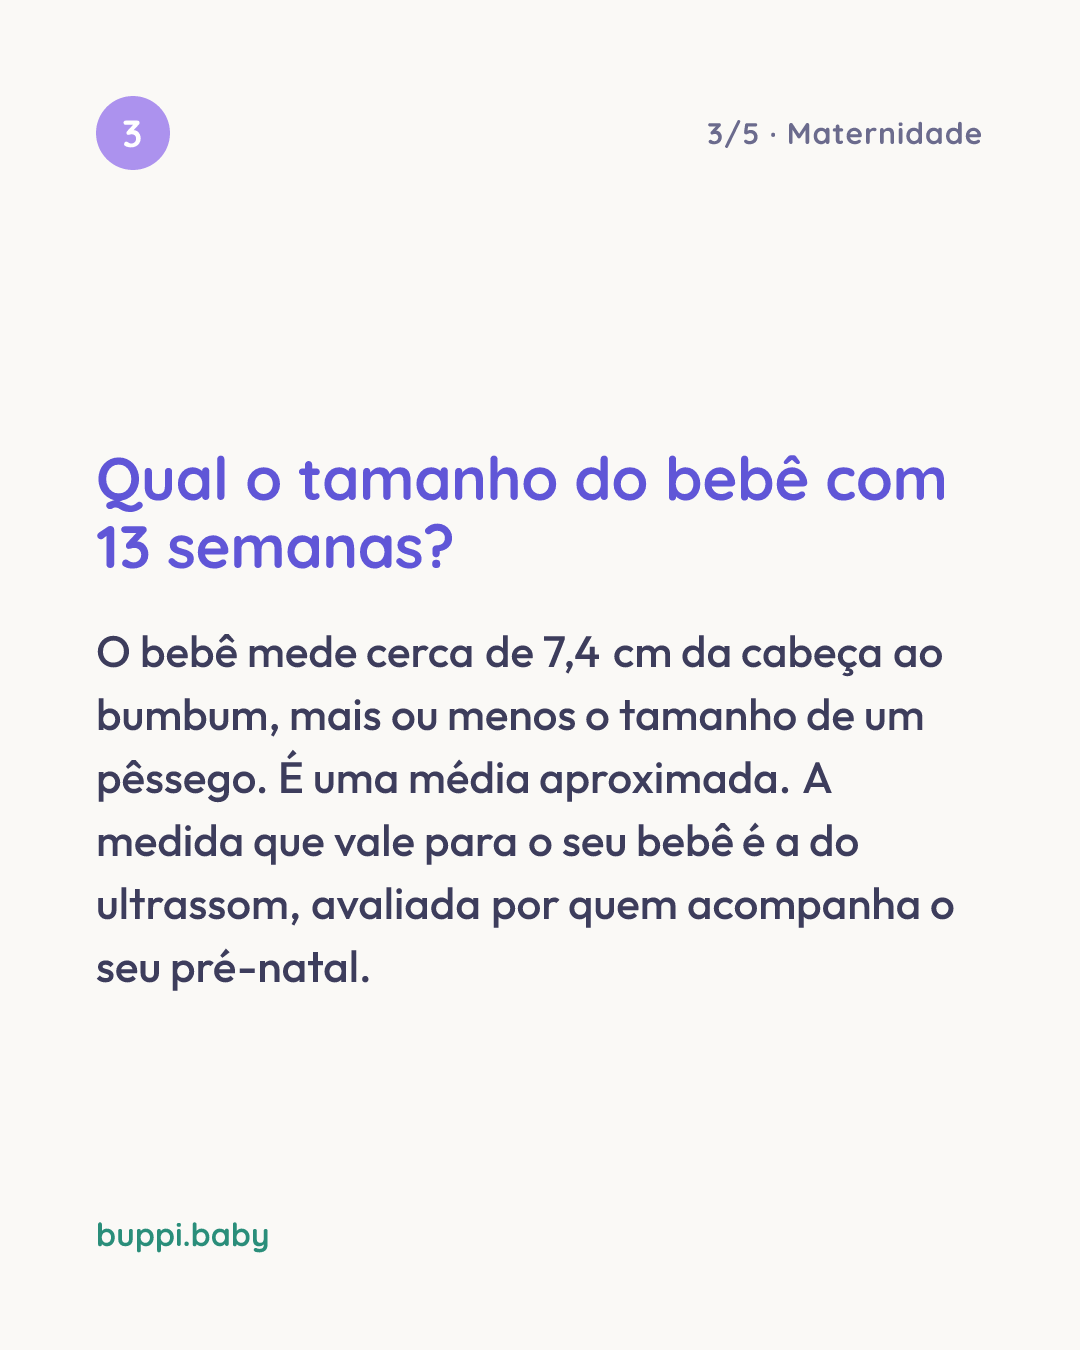 3
3/5 · Maternidade
Qual o tamanho do bebê com
13 semanas?
O bebê mede cerca de 7,4 cm da cabeça ao
bumbum, mais ou menos o tamanho de um
pêssego. É uma média aproximada. A
medida que vale para o seu bebê é a do
ultrassom, avaliada por quem acompanha o
seu pré-natal.
buppi.baby